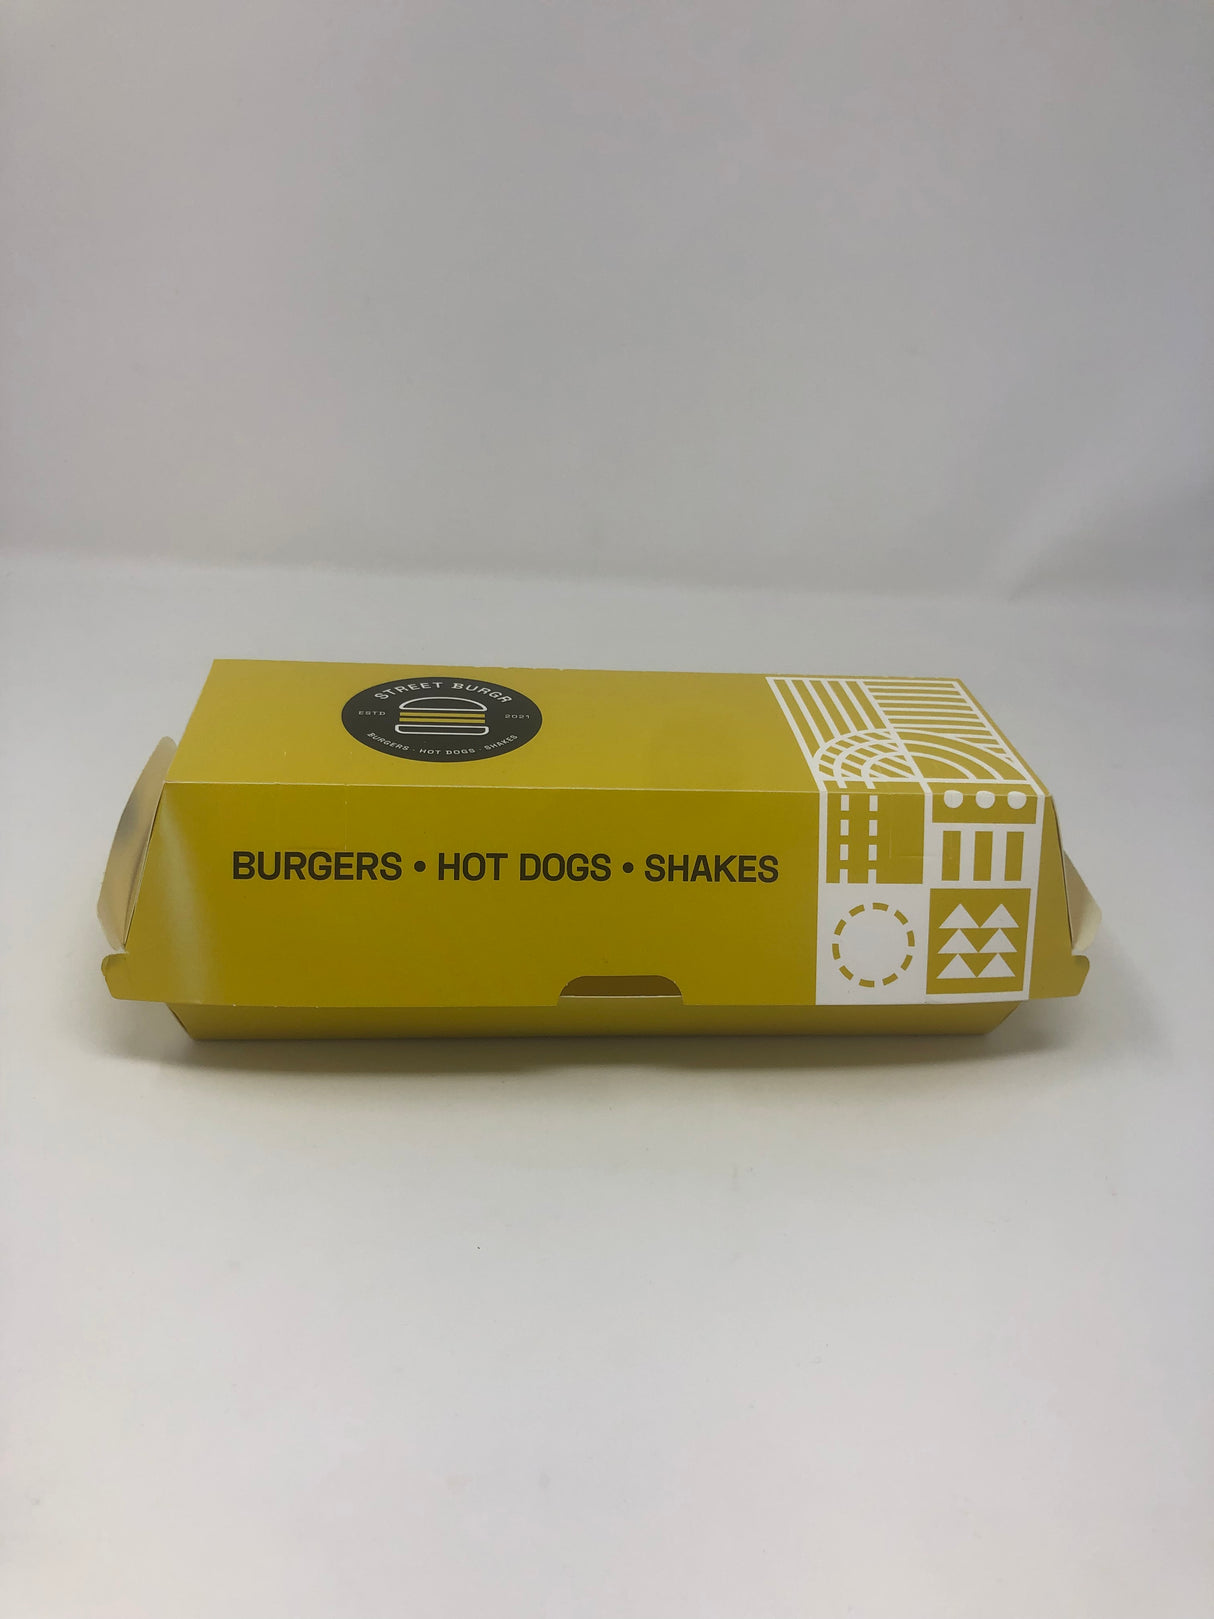 STREET BURGR
ESTD 2021
BURGERS · HOT DOGS · SHAKES
BURGERS • HOT DOGS • SHAKES